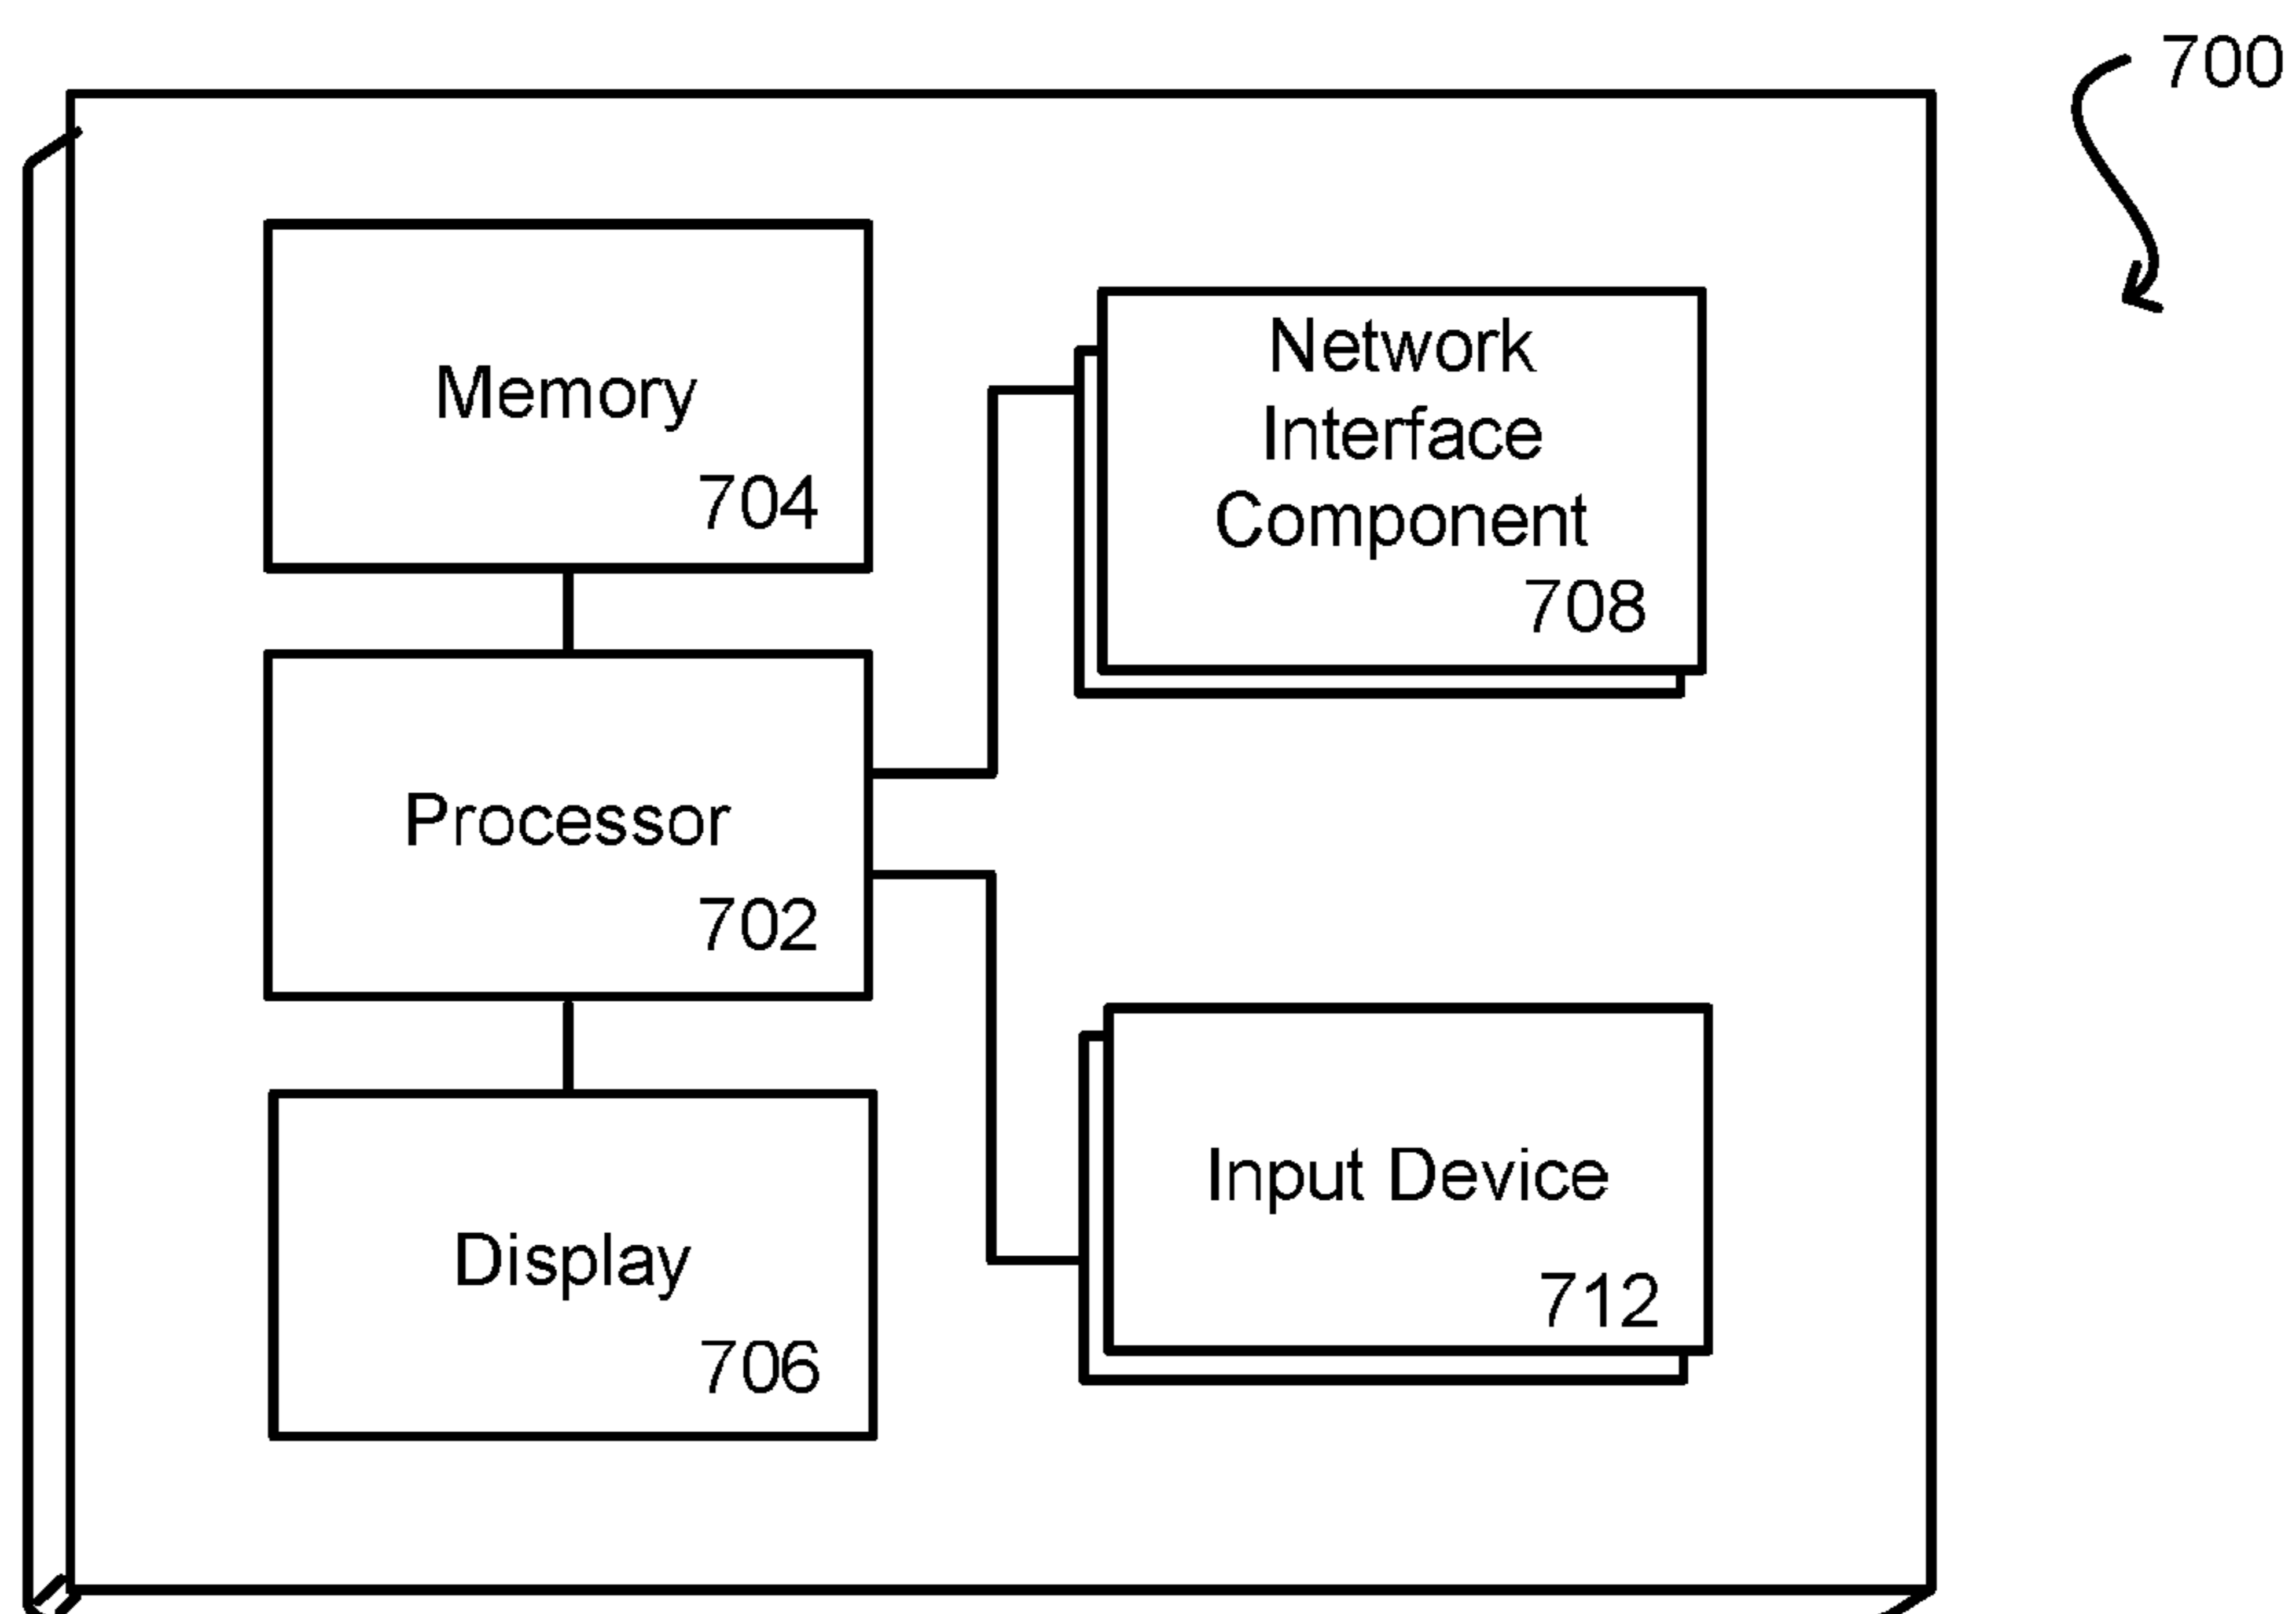 700
Memory
704
Network
Interface
Component
708
Processor
702
Input Device
712
Display
706